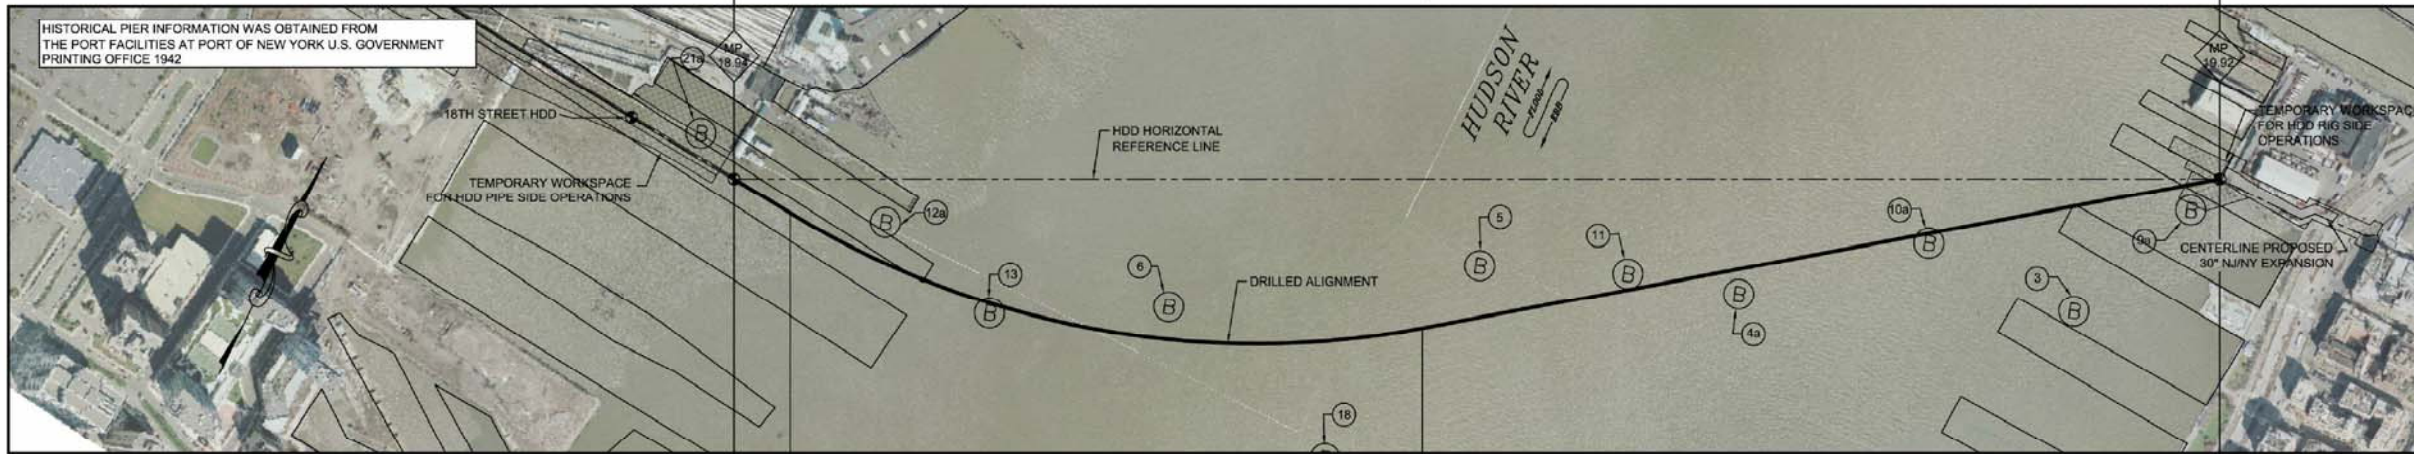 HISTORICAL PIER INFORMATION WAS OBTAINED FROM
THE PORT FACILITIES AT PORT OF NEW YORK U.S. GOVERNMENT
PRINTING OFFICE 1942
21a
MP
18.94
B
18TH STREET HDD
TEMPORARY WORKSPACE
FOR HDD PIPE SIDE OPERATIONS
B
12a
13
B
6
B
HDD HORIZONTAL
REFERENCE LINE
DRILLED ALIGNMENT
HUDSON
RIVER
FLOOD
EBB
5
B
11
B
B
4a
18
10a
B
3
B
9a
B
MP
19.92
TEMPORARY WORKSPACE
FOR HDD RIG SIDE
OPERATIONS
CENTERLINE PROPOSED
30" NJ/NY EXPANSION